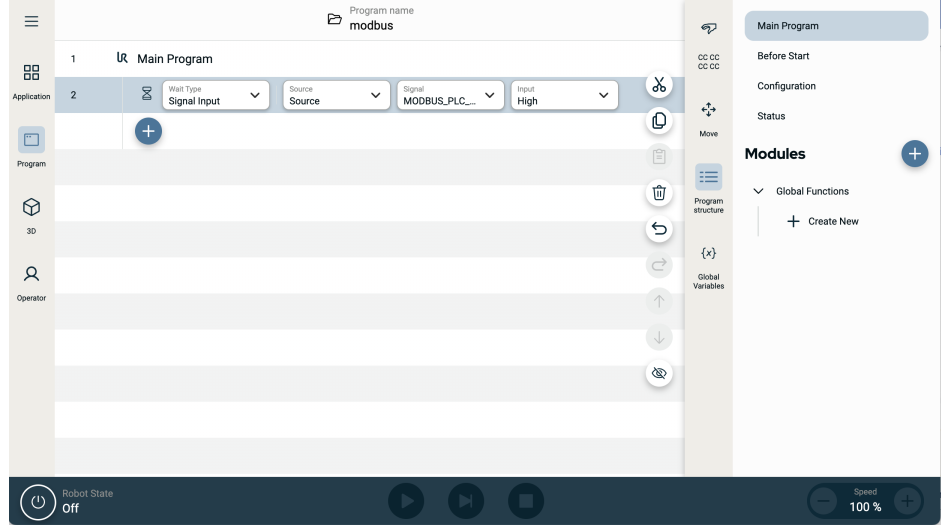 Program name
modbus
Application
Program
3D
Operator
1 Main Program
2
Wait Type
Signal Input
Source
Source
Signal
MODBUS_PLC_...
Input
High
CC CC
CC CC
Move
Program
structure
{x}
Global
Variables
Main Program
Before Start
Configuration
Status
Modules
Global Functions
Create New
Robot State
Off
Speed
100 %